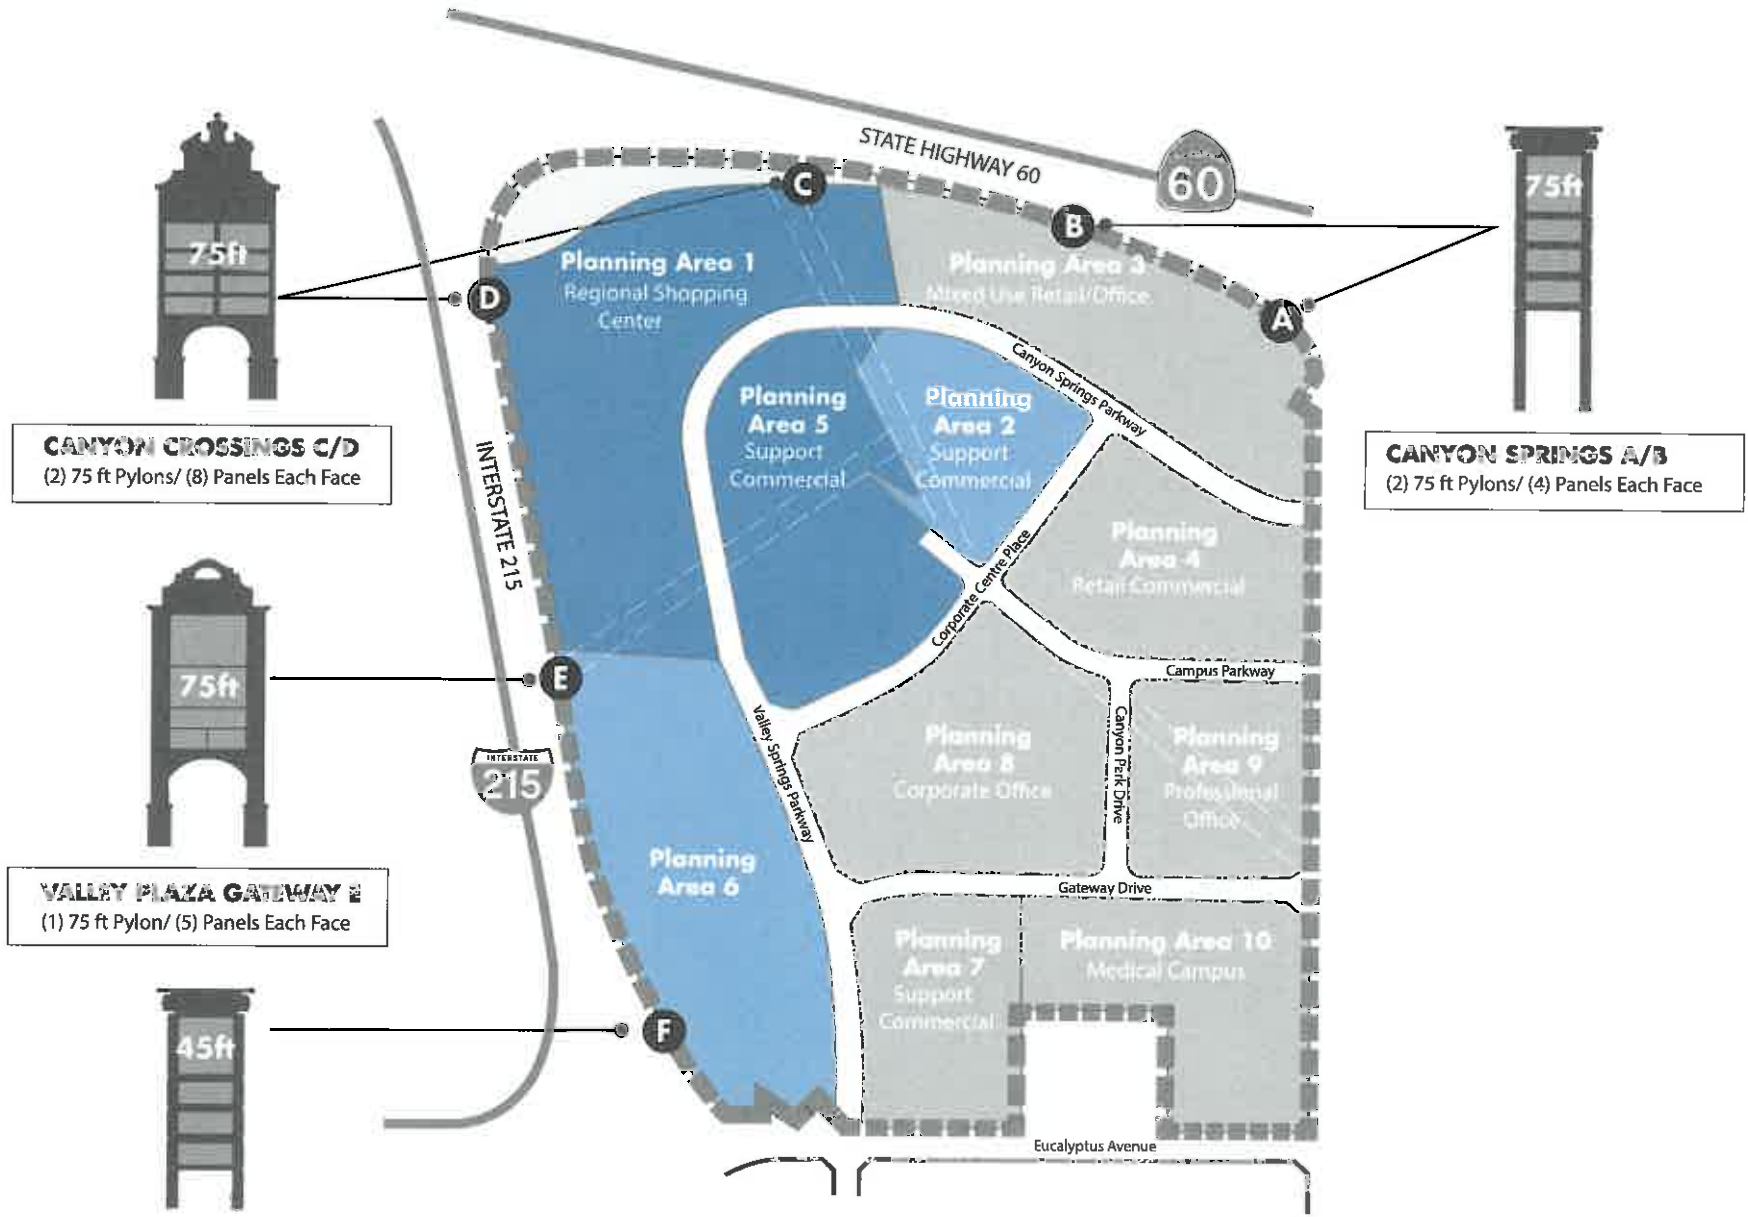 STATE HIGHWAY 60
60
C
B
A
D
75ft
75ft
Planning Area 1
Regional Shopping
Center
Planning Area 3
Mixed Use Retail/Office
Canyon Springs Parkway
Planning
Area 5
Support
Commercial
Planning
Area 2
Support
Commercial
CANYON CROSSINGS C/D
(2) 75 ft Pylons/ (8) Panels Each Face
CANYON SPRINGS A/B
(2) 75 ft Pylons/ (4) Panels Each Face
INTERSTATE 215
Planning
Area 4
Retail Commercial
Corporate Centre Place
Campus Parkway
E
75ft
Valley Springs Parkway
Canyon Park Drive
Planning
Area 8
Corporate Office
Planning
Area 9
Professional
Office
INTERSTATE
215
Planning
Area 6
VALLEY PLAZA GATEWAY E
(1) 75 ft Pylon/ (5) Panels Each Face
Gateway Drive
Planning
Area 7
Support
Commercial
Planning Area 10
Medical Campus
F
45ft
Eucalyptus Avenue